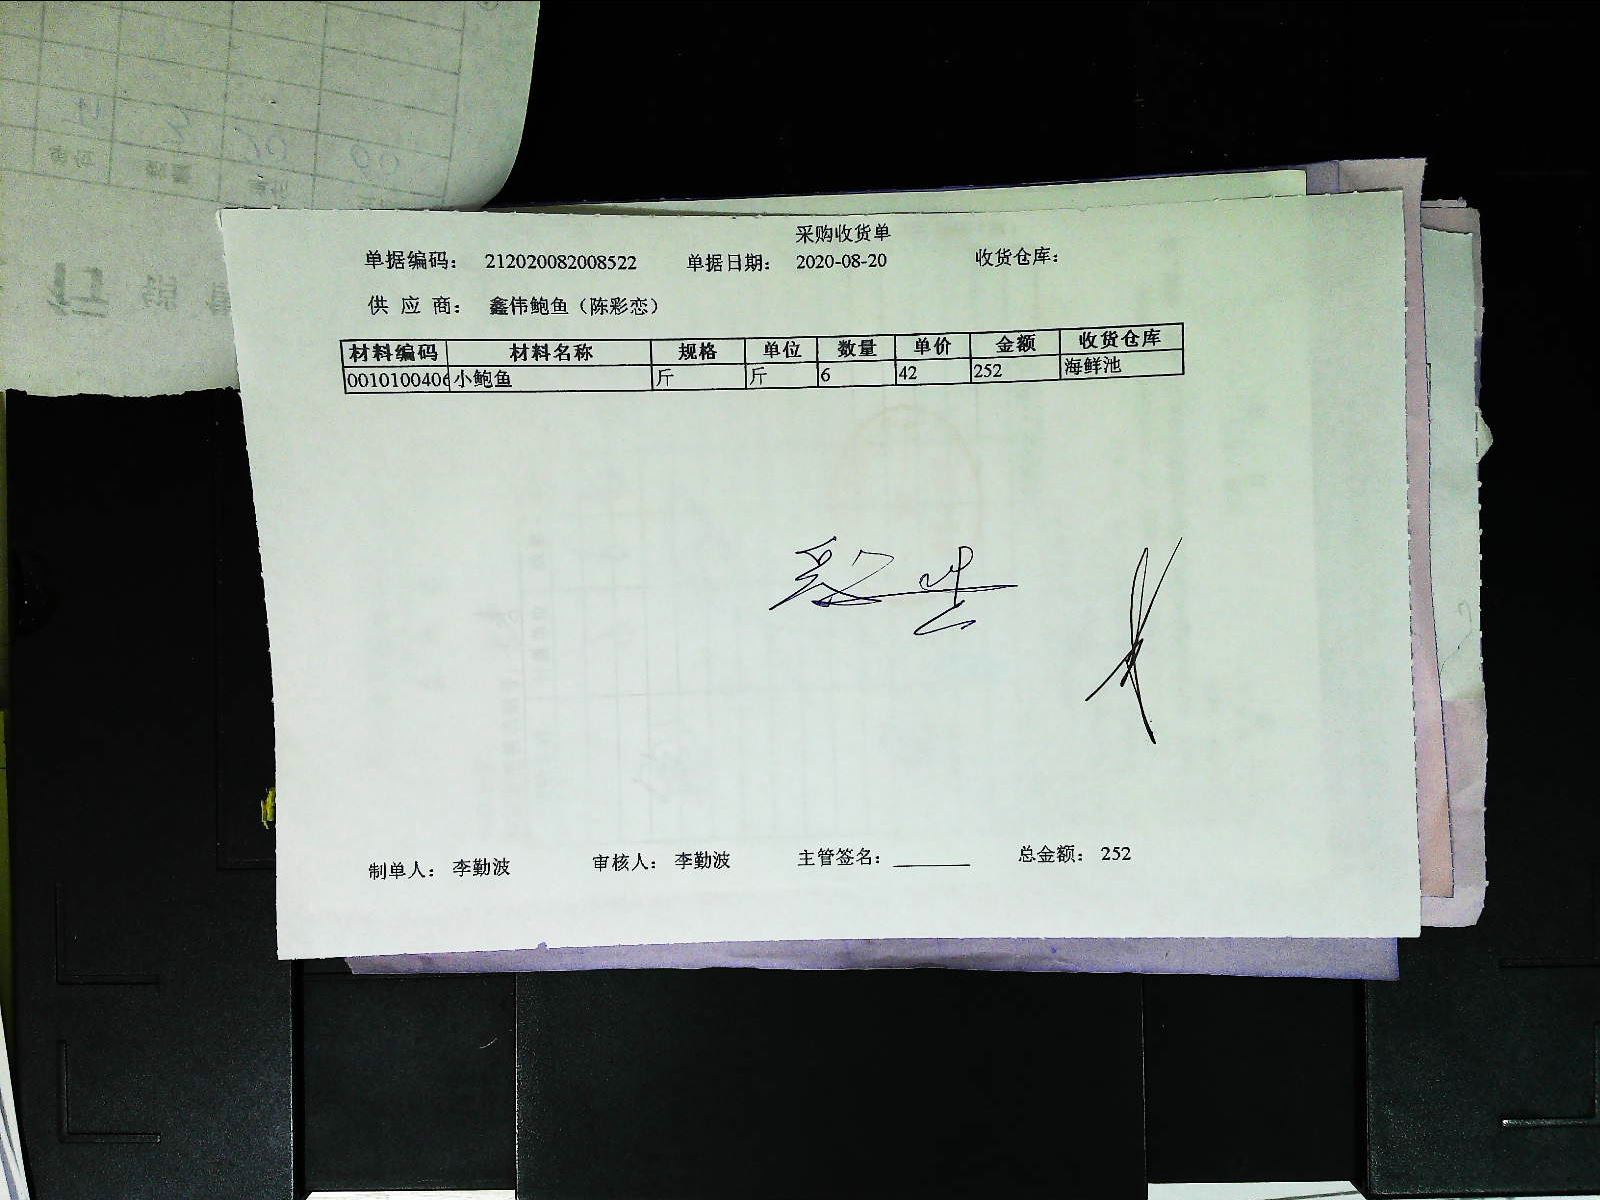 采购收货单
单据编码： 212020082008522 单据日期： 2020-08-20 收货仓库：
供 应 商： 鑫伟鲍鱼（陈彩恋）
材料编码 材料名称 规格 单位 数量 单价 金额 收货仓库
0010100406 小鲍鱼 斤 斤 6 42 252 海鲜池
制单人： 李勤波 审核人： 李勤波 主管签名： 总金额： 252